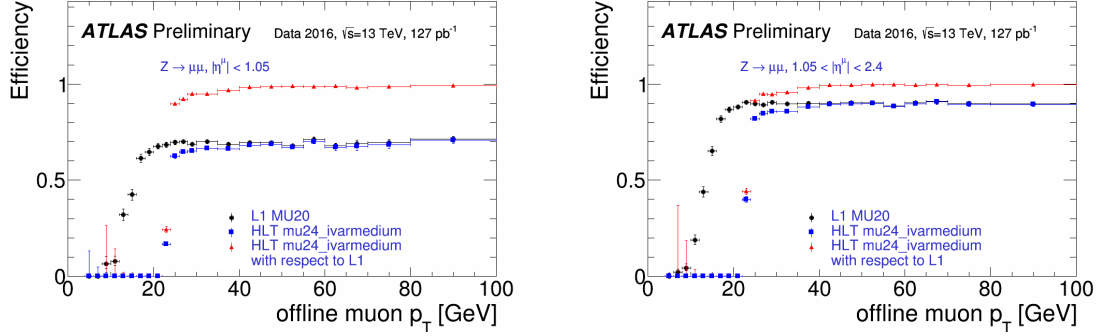 Efficiency
ATLAS Preliminary
Data 2016, √s=13 TeV, 127 pb⁻¹
Z → μμ, |η^μ| < 1.05
1
0.5
0
L1 MU20
HLT mu24_ivarmedium
HLT mu24_ivarmedium
with respect to L1
0 20 40 60 80 100
offline muon p_T [GeV]
Efficiency
ATLAS Preliminary
Data 2016, √s=13 TeV, 127 pb⁻¹
Z → μμ, 1.05 < |η^μ| < 2.4
1
0.5
0
L1 MU20
HLT mu24_ivarmedium
HLT mu24_ivarmedium
with respect to L1
0 20 40 60 80 100
offline muon p_T [GeV]